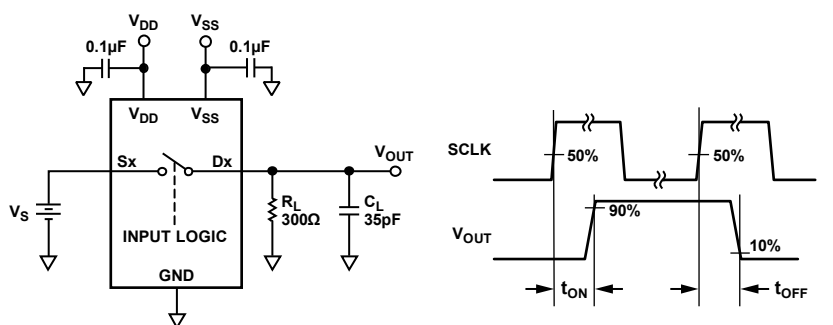 VDD VSS
0.1µF 0.1µF
VDD VSS
Sx Dx VOUT
VS
RL
300Ω
CL
35pF
INPUT LOGIC
GND
SCLK 50% 50%
VOUT 90% 10%
tON tOFF